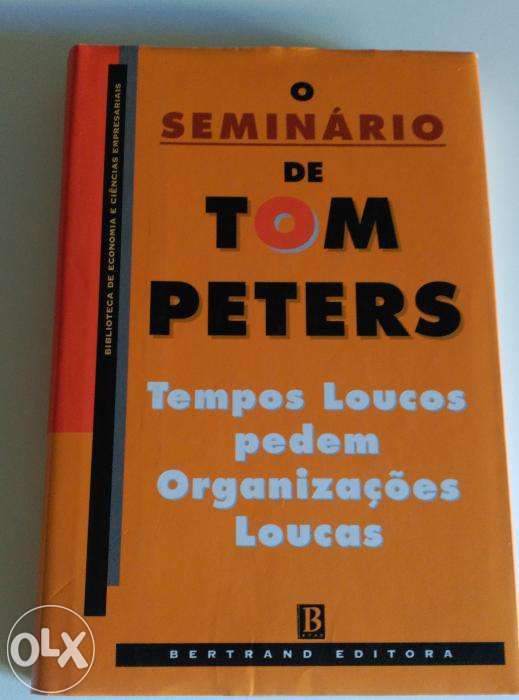 BIBLIOTECA DE ECONOMIA E CIÊNCIAS EMPRESARIAIS
O
SEMINÁRIO
DE
TOM
PETERS
Tempos Loucos
pedem
Organizações
Loucas
B
BERTRAND EDITORA
OLX